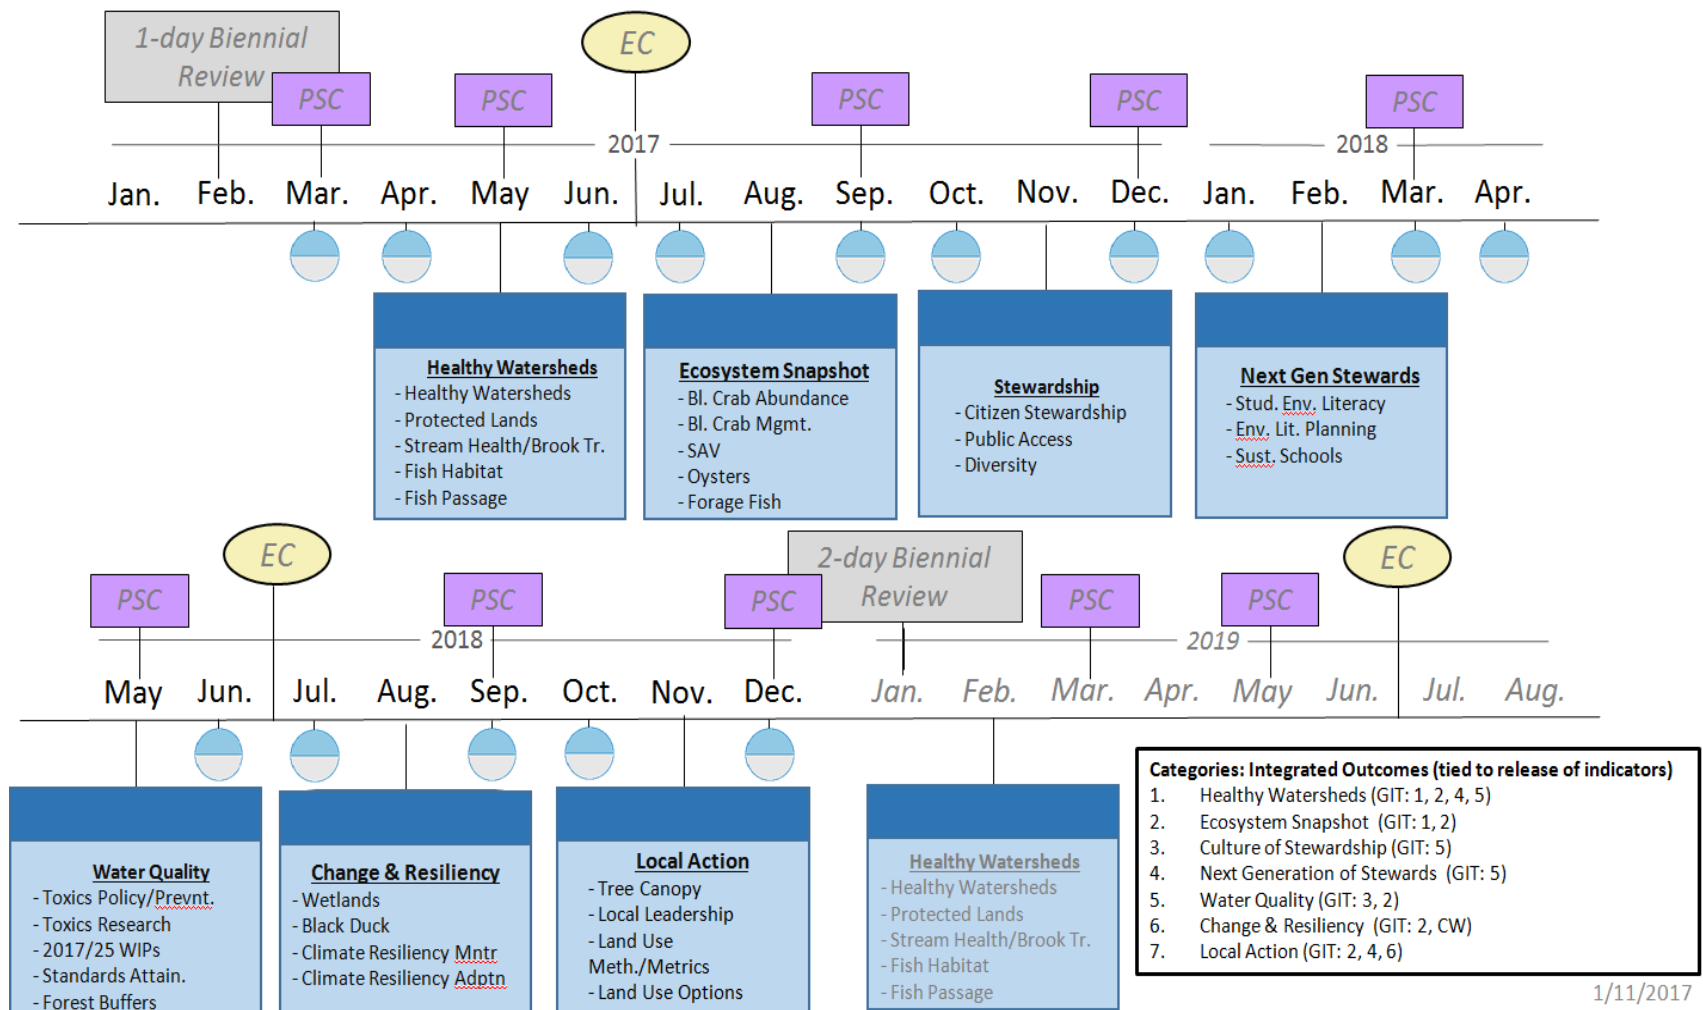 1-day Biennial
Review
EC
PSC
PSC
PSC
PSC
PSC
2017
2018
Jan. Feb. Mar. Apr. May Jun. Jul. Aug. Sep. Oct. Nov. Dec. Jan. Feb. Mar. Apr.
Healthy Watersheds
- Healthy Watersheds
- Protected Lands
- Stream Health/Brook Tr.
- Fish Habitat
- Fish Passage
Ecosystem Snapshot
- Bl. Crab Abundance
- Bl. Crab Mgmt.
- SAV
- Oysters
- Forage Fish
Stewardship
- Citizen Stewardship
- Public Access
- Diversity
Next Gen Stewards
- Stud. Env. Literacy
- Env. Lit. Planning
- Sust. Schools
EC
2-day Biennial
Review
EC
PSC
PSC
PSC
PSC
PSC
2018
2019
May Jun. Jul. Aug. Sep. Oct. Nov. Dec. Jan. Feb. Mar. Apr. May Jun. Jul. Aug.
Water Quality
- Toxics Policy/Prevnt.
- Toxics Research
- 2017/25 WIPs
- Standards Attain.
- Forest Buffers
Change & Resiliency
- Wetlands
- Black Duck
- Climate Resiliency Mntr
- Climate Resiliency Adptn
Local Action
- Tree Canopy
- Local Leadership
- Land Use
Meth./Metrics
- Land Use Options
Healthy Watersheds
- Healthy Watersheds
- Protected Lands
- Stream Health/Brook Tr.
- Fish Habitat
- Fish Passage
Categories: Integrated Outcomes (tied to release of indicators)
1. Healthy Watersheds (GIT: 1, 2, 4, 5)
2. Ecosystem Snapshot (GIT: 1, 2)
3. Culture of Stewardship (GIT: 5)
4. Next Generation of Stewards (GIT: 5)
5. Water Quality (GIT: 3, 2)
6. Change & Resiliency (GIT: 2, CW)
7. Local Action (GIT: 2, 4, 6)
1/11/2017